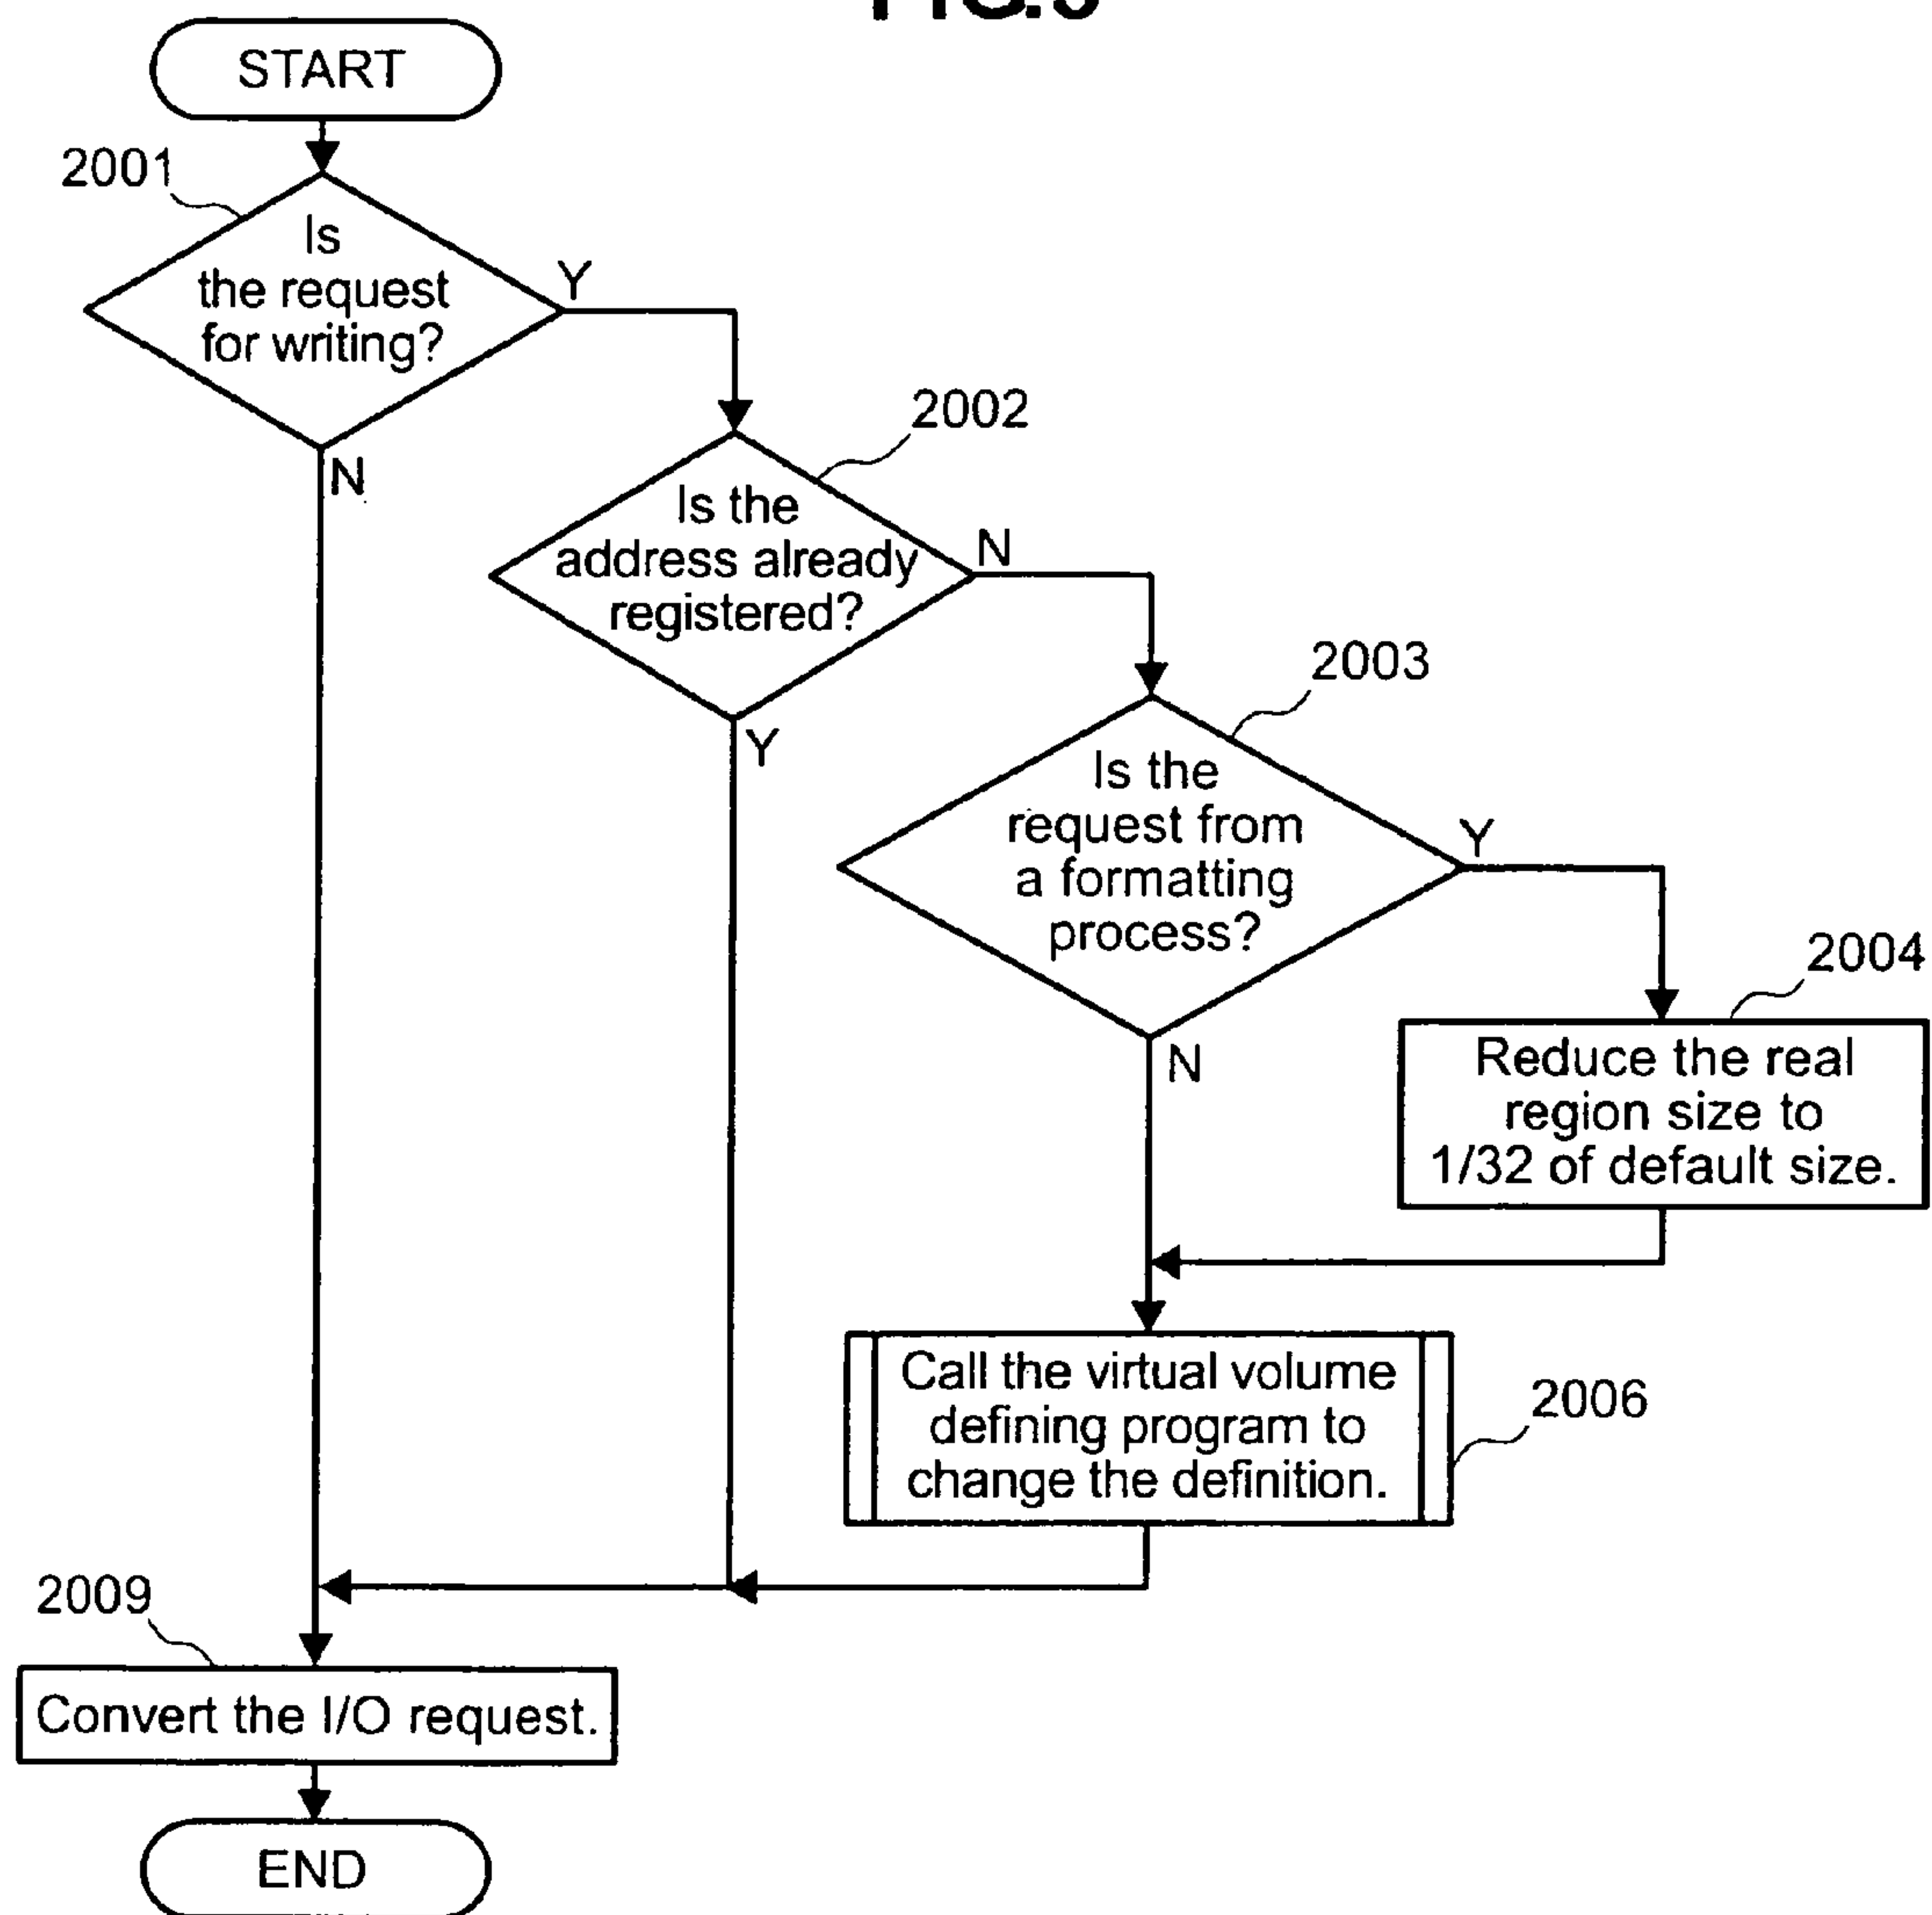 START
2001
Is
the request
for writing?
Y
N
2002
Is the
address already
registered?
N
Y
2003
Is the
request from
a formatting
process?
Y
N
2004
Reduce the real
region size to
1/32 of default size.
Call the virtual volume
defining program to
change the definition.
2006
2009
Convert the I/O request.
END